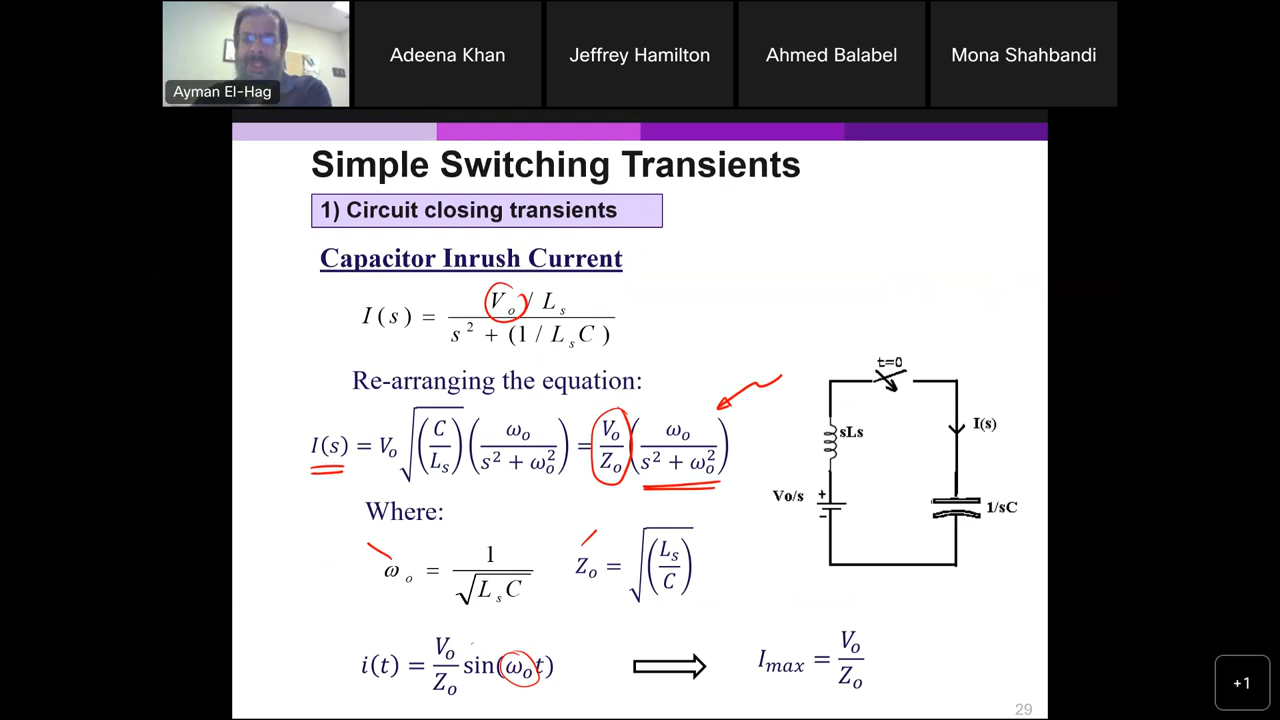 Ayman El-Hag
Adeena Khan
Jeffrey Hamilton
Ahmed Balabel
Mona Shahbandi
Simple Switching Transients
1) Circuit closing transients
Capacitor Inrush Current
I(s) = (V_o / L_s) / (s² + (1 / L_s C))
Re-arranging the equation:
I(s) = V_o √(C/L_s) (ω_o / (s² + ω_o²)) = V_o/Z_o (ω_o / (s² + ω_o²))
Where:
ω_o = 1/√(L_s C)
Z_o = √(L_s/C)
i(t) = V_o/Z_o sin(ω_o t)
I_max = V_o/Z_o
t=0
I(s)
sLs
Vo/s
+
−
1/sC
29
+1